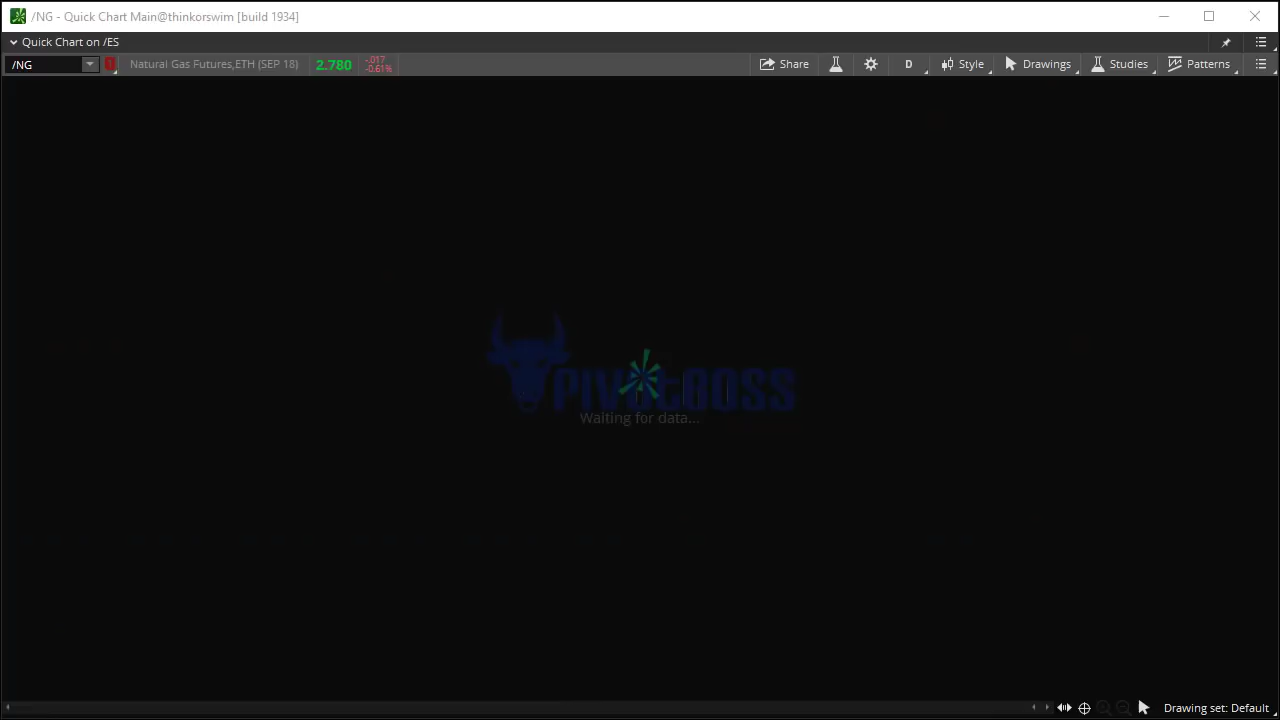 /NG - Quick Chart Main@thinkorswim [build 1934]
Quick Chart on /ES
/NG
1
Natural Gas Futures,ETH (SEP 18)
2.780
-.017
-0.61%
Share
D
Style
Drawings
Studies
Patterns
PIVOtBOSS
Waiting for data...
Drawing set: Default